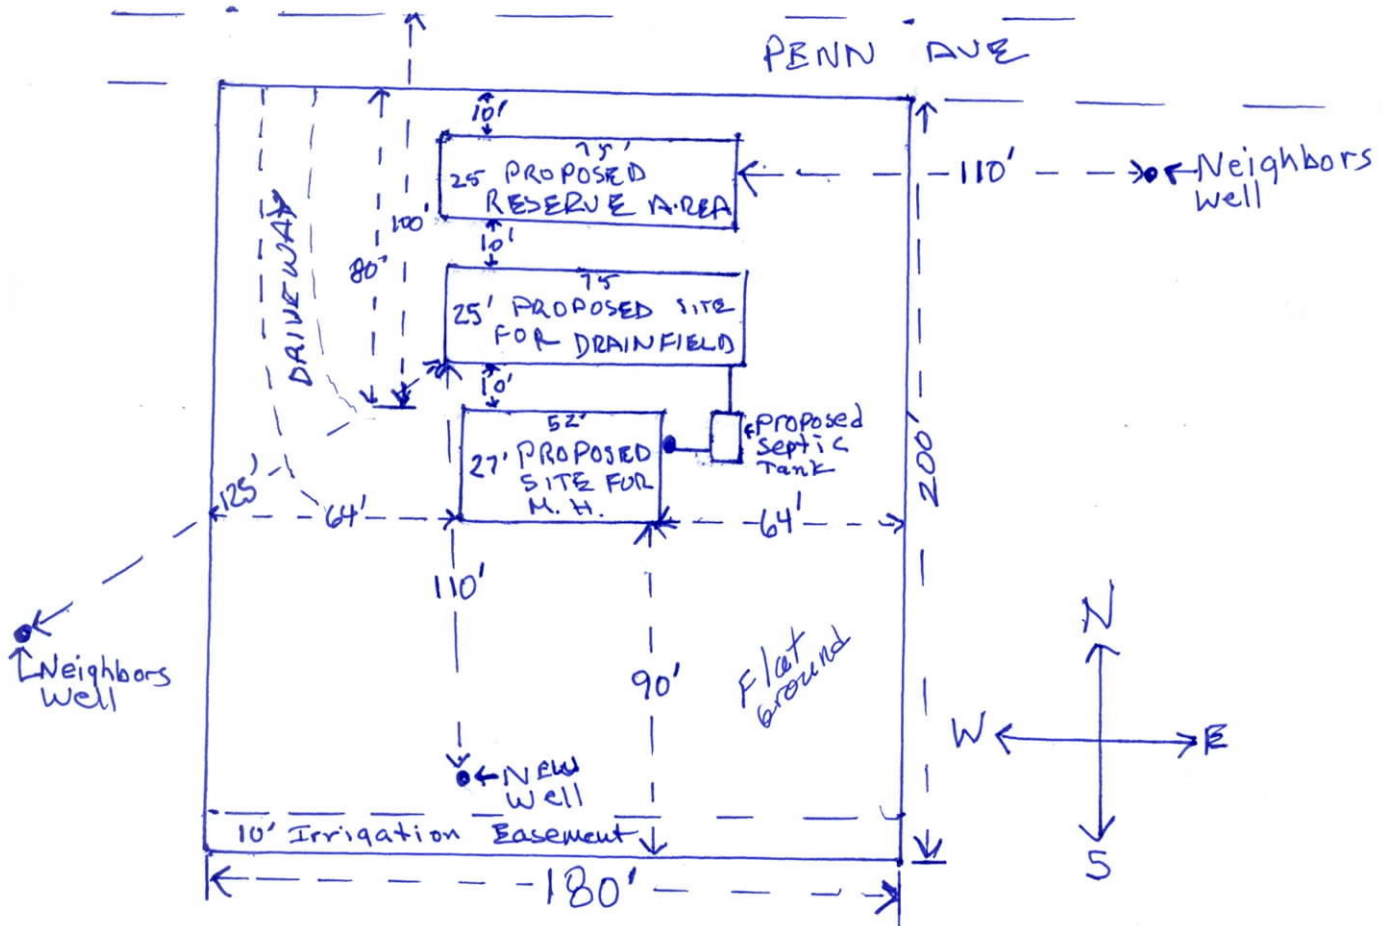 PENN AVE
10'
75'
25' PROPOSED
RESERVE AREA
110'
Neighbors
Well
DRIVEWAY
100'
80'
10'
75
25' PROPOSED SITE
FOR DRAINFIELD
10'
52'
27' PROPOSED
SITE FOR
M. H.
Proposed
Septic
Tank
200'
125'
64'
64'
110'
90'
Flat
Ground
Neighbors
Well
New
Well
10' Irrigation Easement
180'
N
W E
S